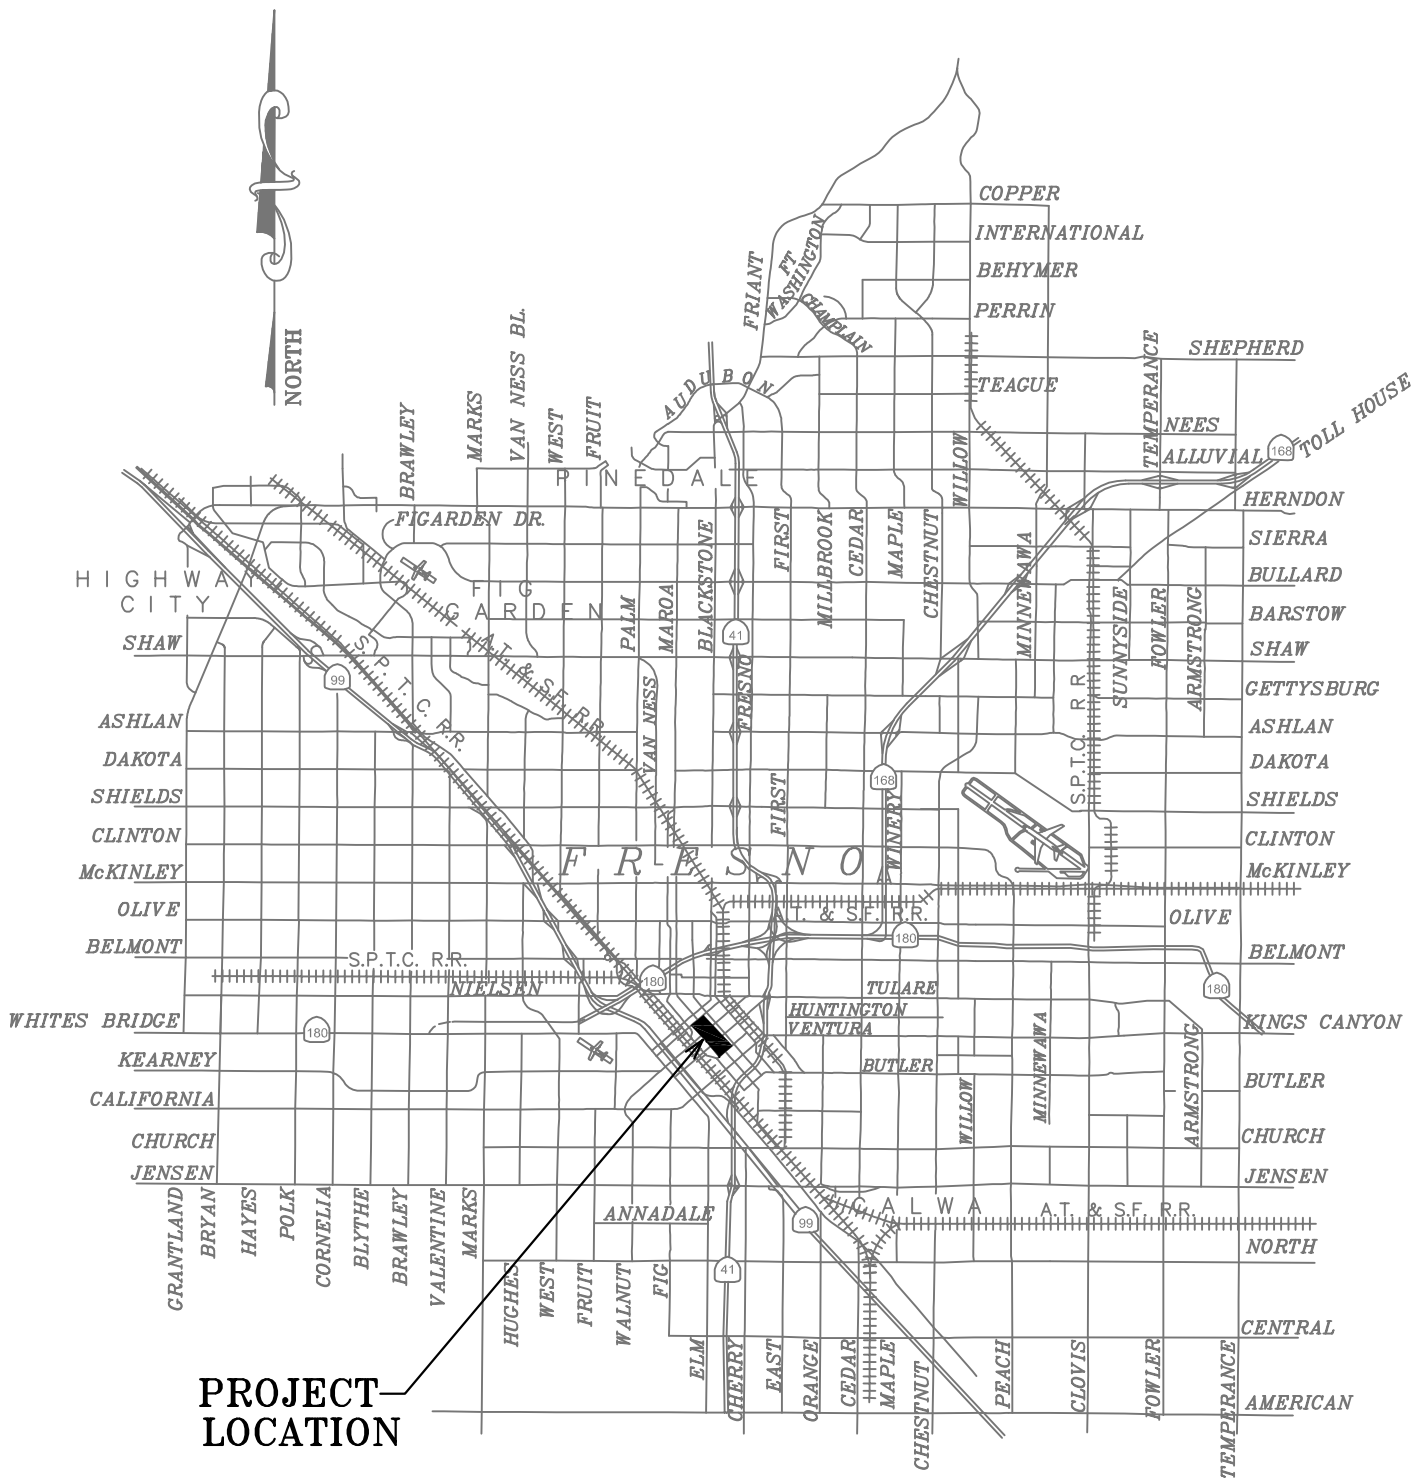 NORTH
COPPER
INTERNATIONAL
BEHYMER
PERRIN
FRIANT
FT
WASHINGTON
CHAMPLAIN
SHEPHERD
TEAGUE
AUDUBON
TEMPERANCE
NEES
ALLUVIAL
168
TOLL HOUSE
HERNDON
BRAWLEY
MARKS
VAN NESS BL.
WEST
FRUIT
PINEDALE
FIGARDEN DR.
BLACKSTONE
FIRST
MILLBROOK
CEDAR
MAPLE
CHESTNUT
WILLOW
MINNEWAWA
SIERRA
BULLARD
BARSTOW
SHAW
GETTYSBURG
ASHLAN
DAKOTA
SHIELDS
CLINTON
McKINLEY
HIGHWAY
CITY
FIG
GARDEN
PALM
MAROA
41
FRESNO
SUNNYSIDE
FOWLER
ARMSTRONG
SHAW
99
S. P. T. C. R.R.
A.T. & S.F. R.R.
VAN NESS
S.P.T.C. R.R.
ASHLAN
DAKOTA
SHIELDS
CLINTON
McKINLEY
OLIVE
BELMONT
168
FIRST
WINERY
FRESNO
A.T. & S.F. R.R.
OLIVE
180
BELMONT
S.P.T.C. R.R.
NIELSEN
180
TULARE
180
WHITES BRIDGE
180
HUNTINGTON
VENTURA
KINGS CANYON
KEARNEY
BUTLER
BUTLER
CALIFORNIA
WILLOW
MINNEWAWA
ARMSTRONG
CHURCH
CHURCH
JENSEN
JENSEN
GRANTLAND
BRYAN
HAYES
POLK
CORNELIA
BLYTHE
BRAWLEY
VALENTINE
MARKS
ANNADALE
99
CALWA
A.T. & S.F. R.R.
NORTH
41
HUGHES
WEST
FRUIT
WALNUT
FIG
CENTRAL
ELM
CHERRY
EAST
ORANGE
CEDAR
MAPLE
CHESTNUT
PEACH
CLOVIS
FOWLER
TEMPERANCE
AMERICAN
PROJECT
LOCATION